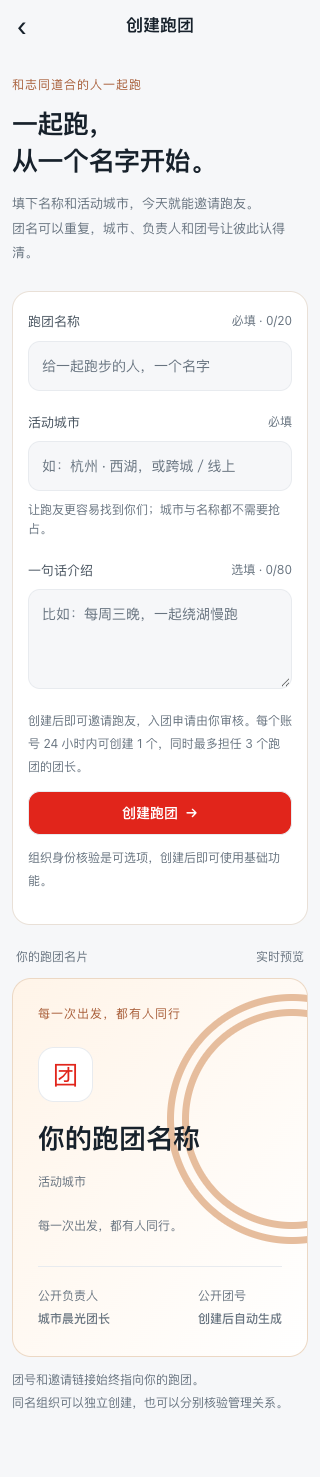 ‹ 创建跑团
和志同道合的人一起跑
一起跑，
从一个名字开始。
填下名称和活动城市，今天就能邀请跑友。
团名可以重复，城市、负责人和团号让彼此认得
清。
跑团名称 必填 · 0/20
给一起跑步的人，一个名字
活动城市 必填
如：杭州 · 西湖，或跨城 / 线上
让跑友更容易找到你们；城市与名称都不需要抢
占。
一句话介绍 选填 · 0/80
比如：每周三晚，一起绕湖慢跑
创建后即可邀请跑友，入团申请由你审核。每个账
号 24 小时内可创建 1 个，同时最多担任 3 个跑
团的团长。
创建跑团 →
组织身份核验是可选项，创建后即可使用基础功
能。
你的跑团名片 实时预览
每一次出发，都有人同行
团
你的跑团名称
活动城市
每一次出发，都有人同行。
公开负责人 公开团号
城市晨光团长 创建后自动生成
团号和邀请链接始终指向你的跑团。
同名组织可以独立创建，也可以分别核验管理关系。